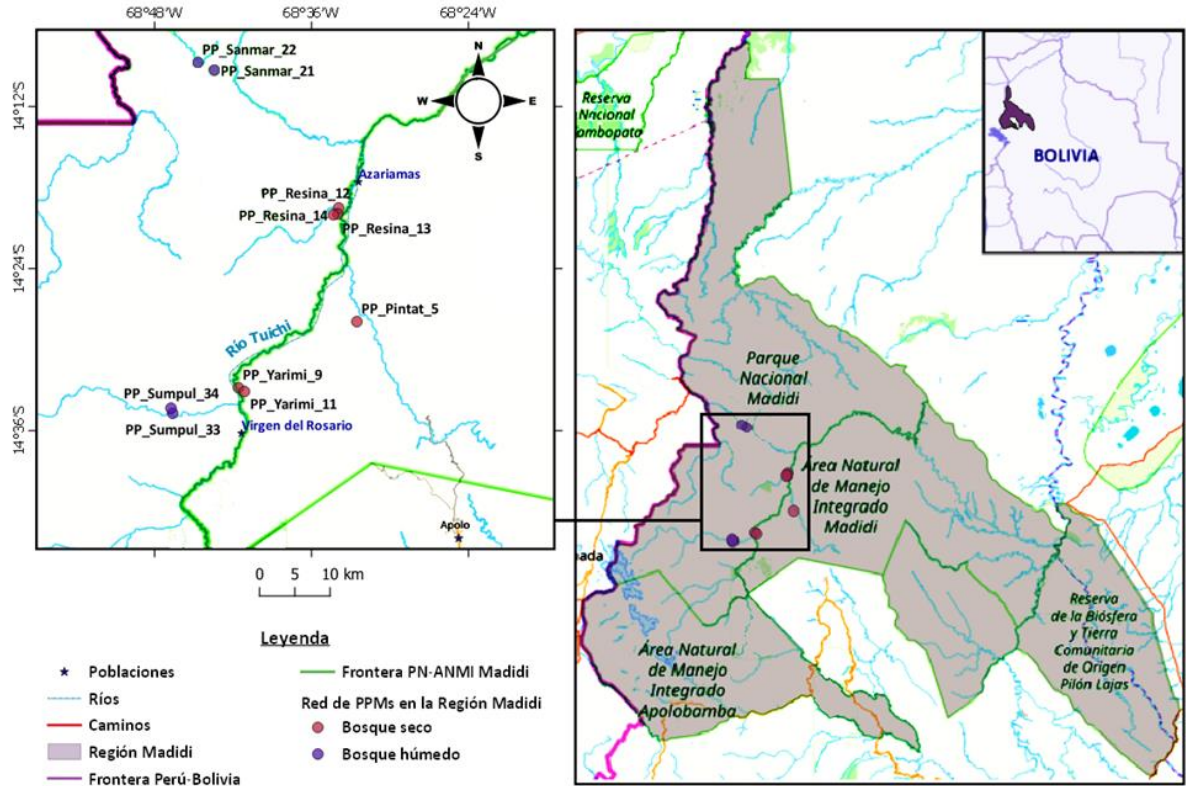 68°48'W
68°36'W
68°24'W
14°12'S
14°24'S
14°36'S
PP_Sanmar_22
PP_Sanmar_21
N
W
E
S
Azariamas
PP_Resina_12
PP_Resina_14
PP_Resina_13
PP_Pintat_5
Río Tuichi
PP_Yarimi_9
PP_Sumpul_34
PP_Yarimi_11
PP_Sumpul_33
Virgen del Rosario
Apolo
0 5 10 km
Leyenda
Poblaciones
Ríos
Caminos
Región Madidi
Frontera Perú-Bolivia
Frontera PN-ANMI Madidi
Red de PPMs en la Región Madidi
Bosque seco
Bosque húmedo
Reserva
Nacional
ambopata
BOLIVIA
Parque
Nacional
Madidi
Área Natural
de Manejo
Integrado
Madidi
nada
Área Natural
de Manejo
Integrado
Apolobamba
Reserva
de la Biósfera
y Tierra
Comunitaria
de Origen
Pilón Lajas